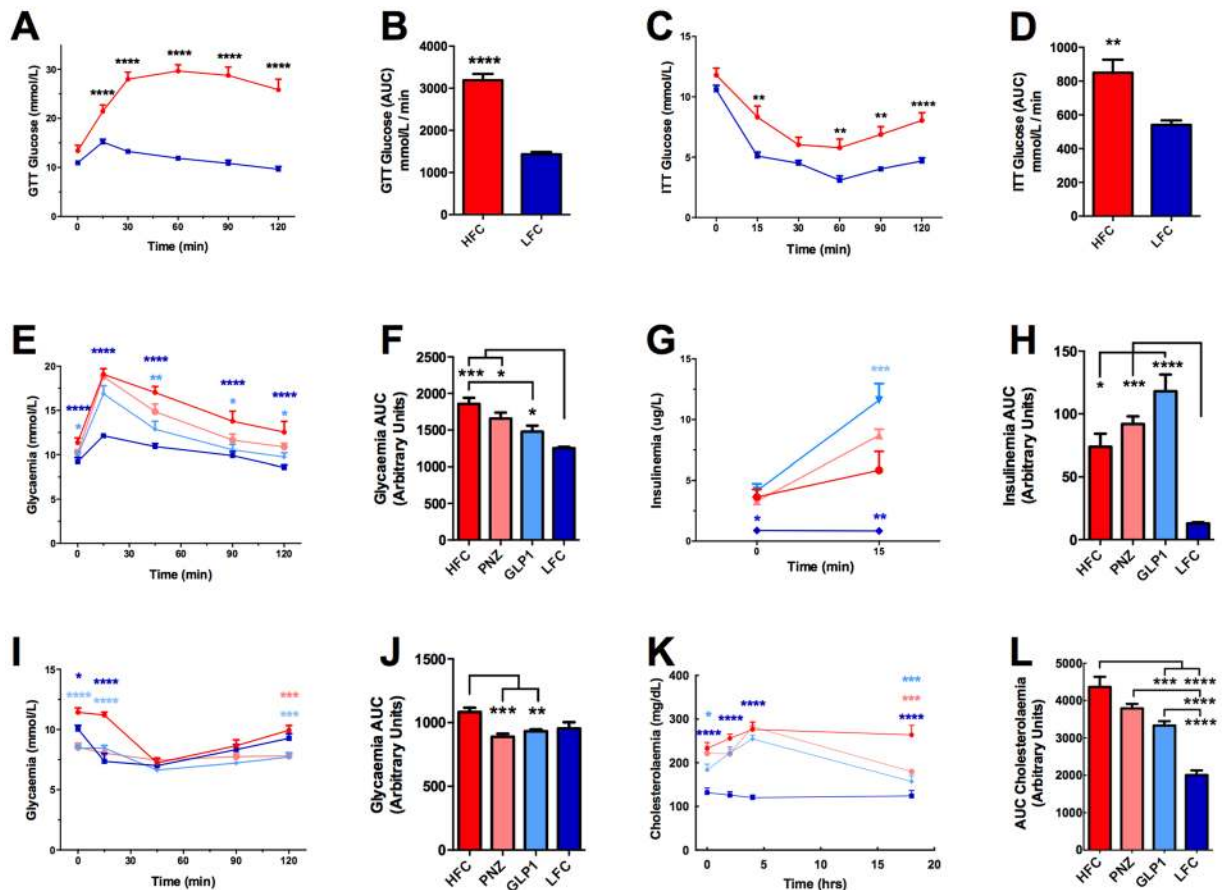 A
GTT Glucose (mmol/L)
30
20
10
0
0 30 60 90 120
Time (min)
**** **** **** **** ****
B
GTT Glucose (AUC)
mmol/L / min
4000
3000
2000
1000
0
****
HFC LFC
C
ITT Glucose (mmol/L)
15
10
5
0
0 15 30 60 90 120
Time (min)
** ** ** ****
D
ITT Glucose (AUC)
mmol/L / min
1000
800
600
400
200
0
**
HFC LFC
E
Glycaemia (mmol/L)
20
15
10
5
0
0 30 60 90 120
Time (min)
**** **** **** **** ****
* ** * *
F
Glycaemia AUC
(Arbitrary Units)
2500
2000
1500
1000
500
0
*** * *
HFC PNZ GLP1 LFC
G
Insulinemia (ug/L)
15
10
5
0
0 15
Time (min)
***
* **
H
Insulinemia AUC
(Arbitrary Units)
150
100
50
0
* *** ****
HFC PNZ GLP1 LFC
I
Glycaemia (mmol/L)
15
10
5
0
0 30 60 90 120
Time (min)
* **** ***
**** **** ***
J
Glycaemia AUC
(Arbitrary Units)
1500
1000
500
0
*** **
HFC PNZ GLP1 LFC
K
Cholesterolaemia (mg/dL)
400
300
200
100
0
0 5 10 15 20
Time (hrs)
***
* ***
**** **** **** ****
L
AUC Cholesterolaemia
(Arbitrary Units)
5000
4000
3000
2000
1000
0
*** ****
****
****
HFC PNZ GLP1 LFC